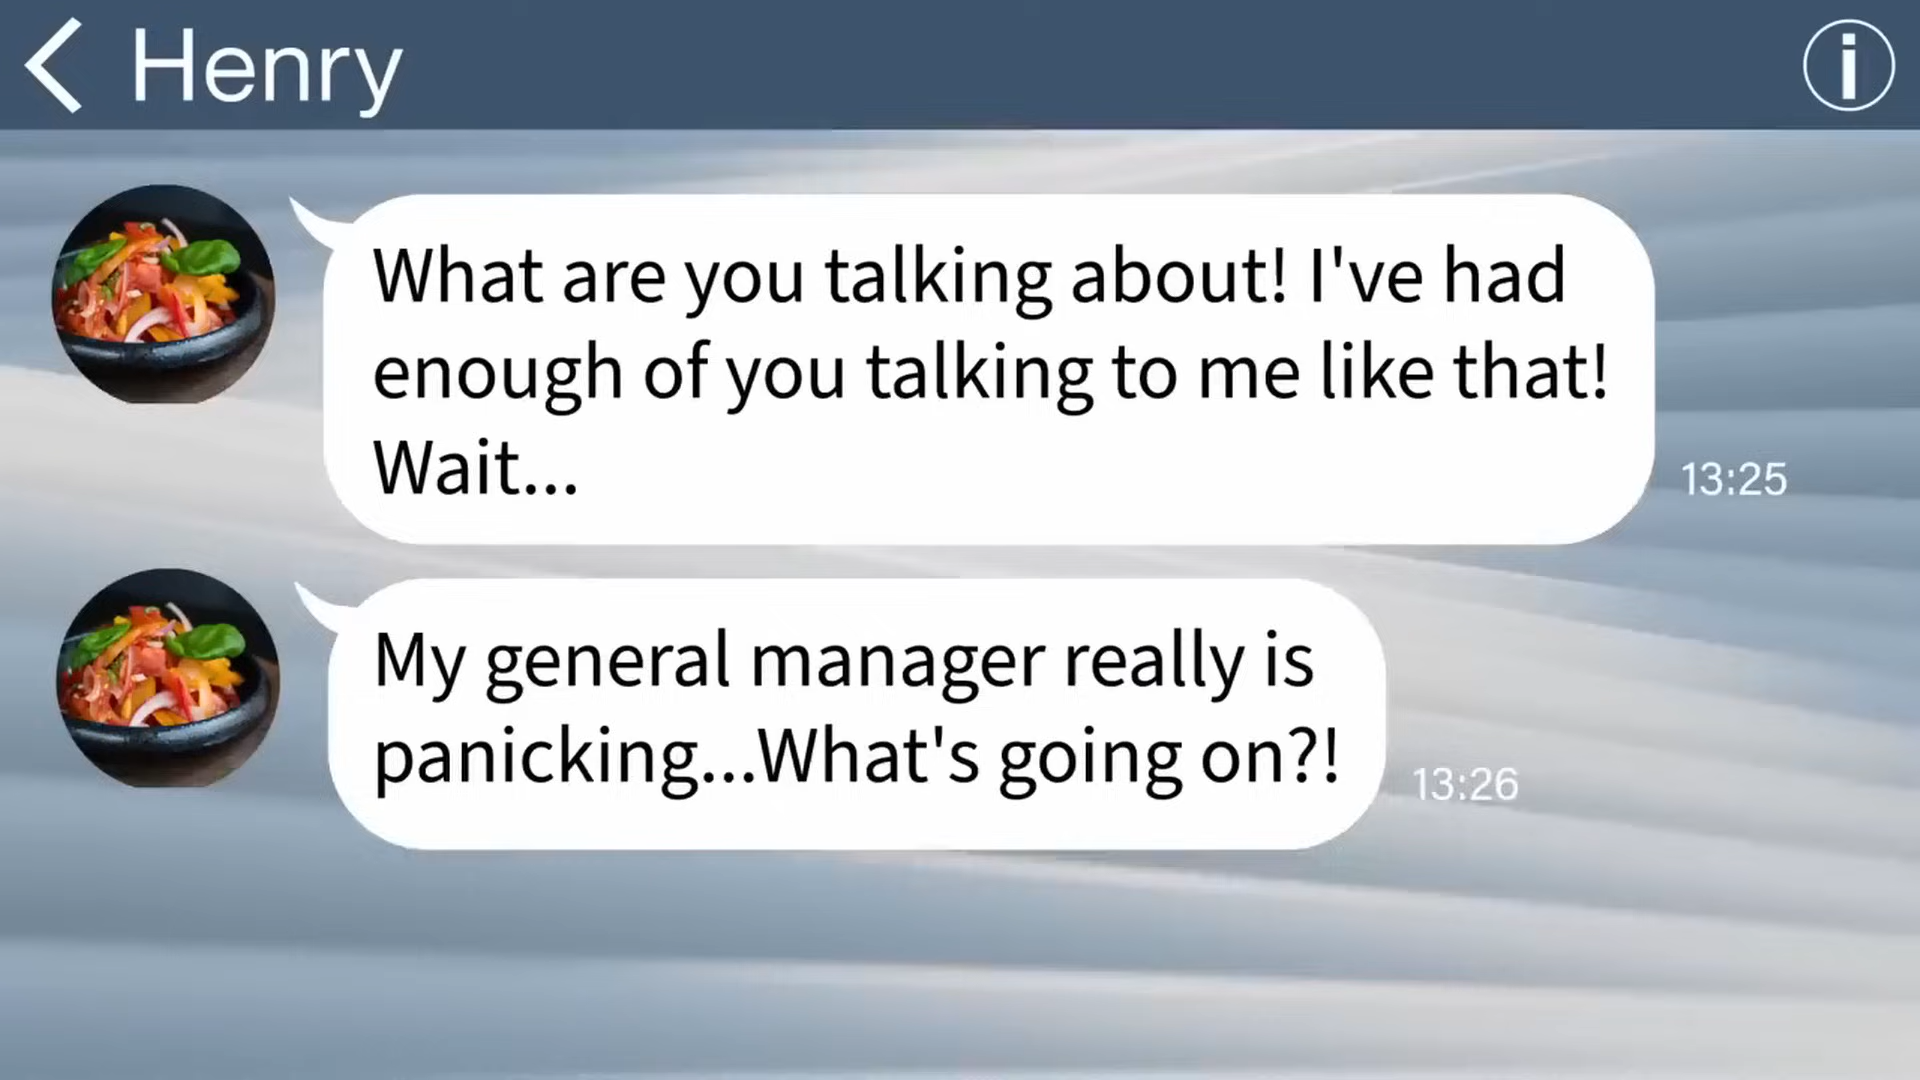 Henry
What are you talking about! I've had
enough of you talking to me like that!
Wait...
13:25
My general manager really is
panicking...What's going on?!
13:26